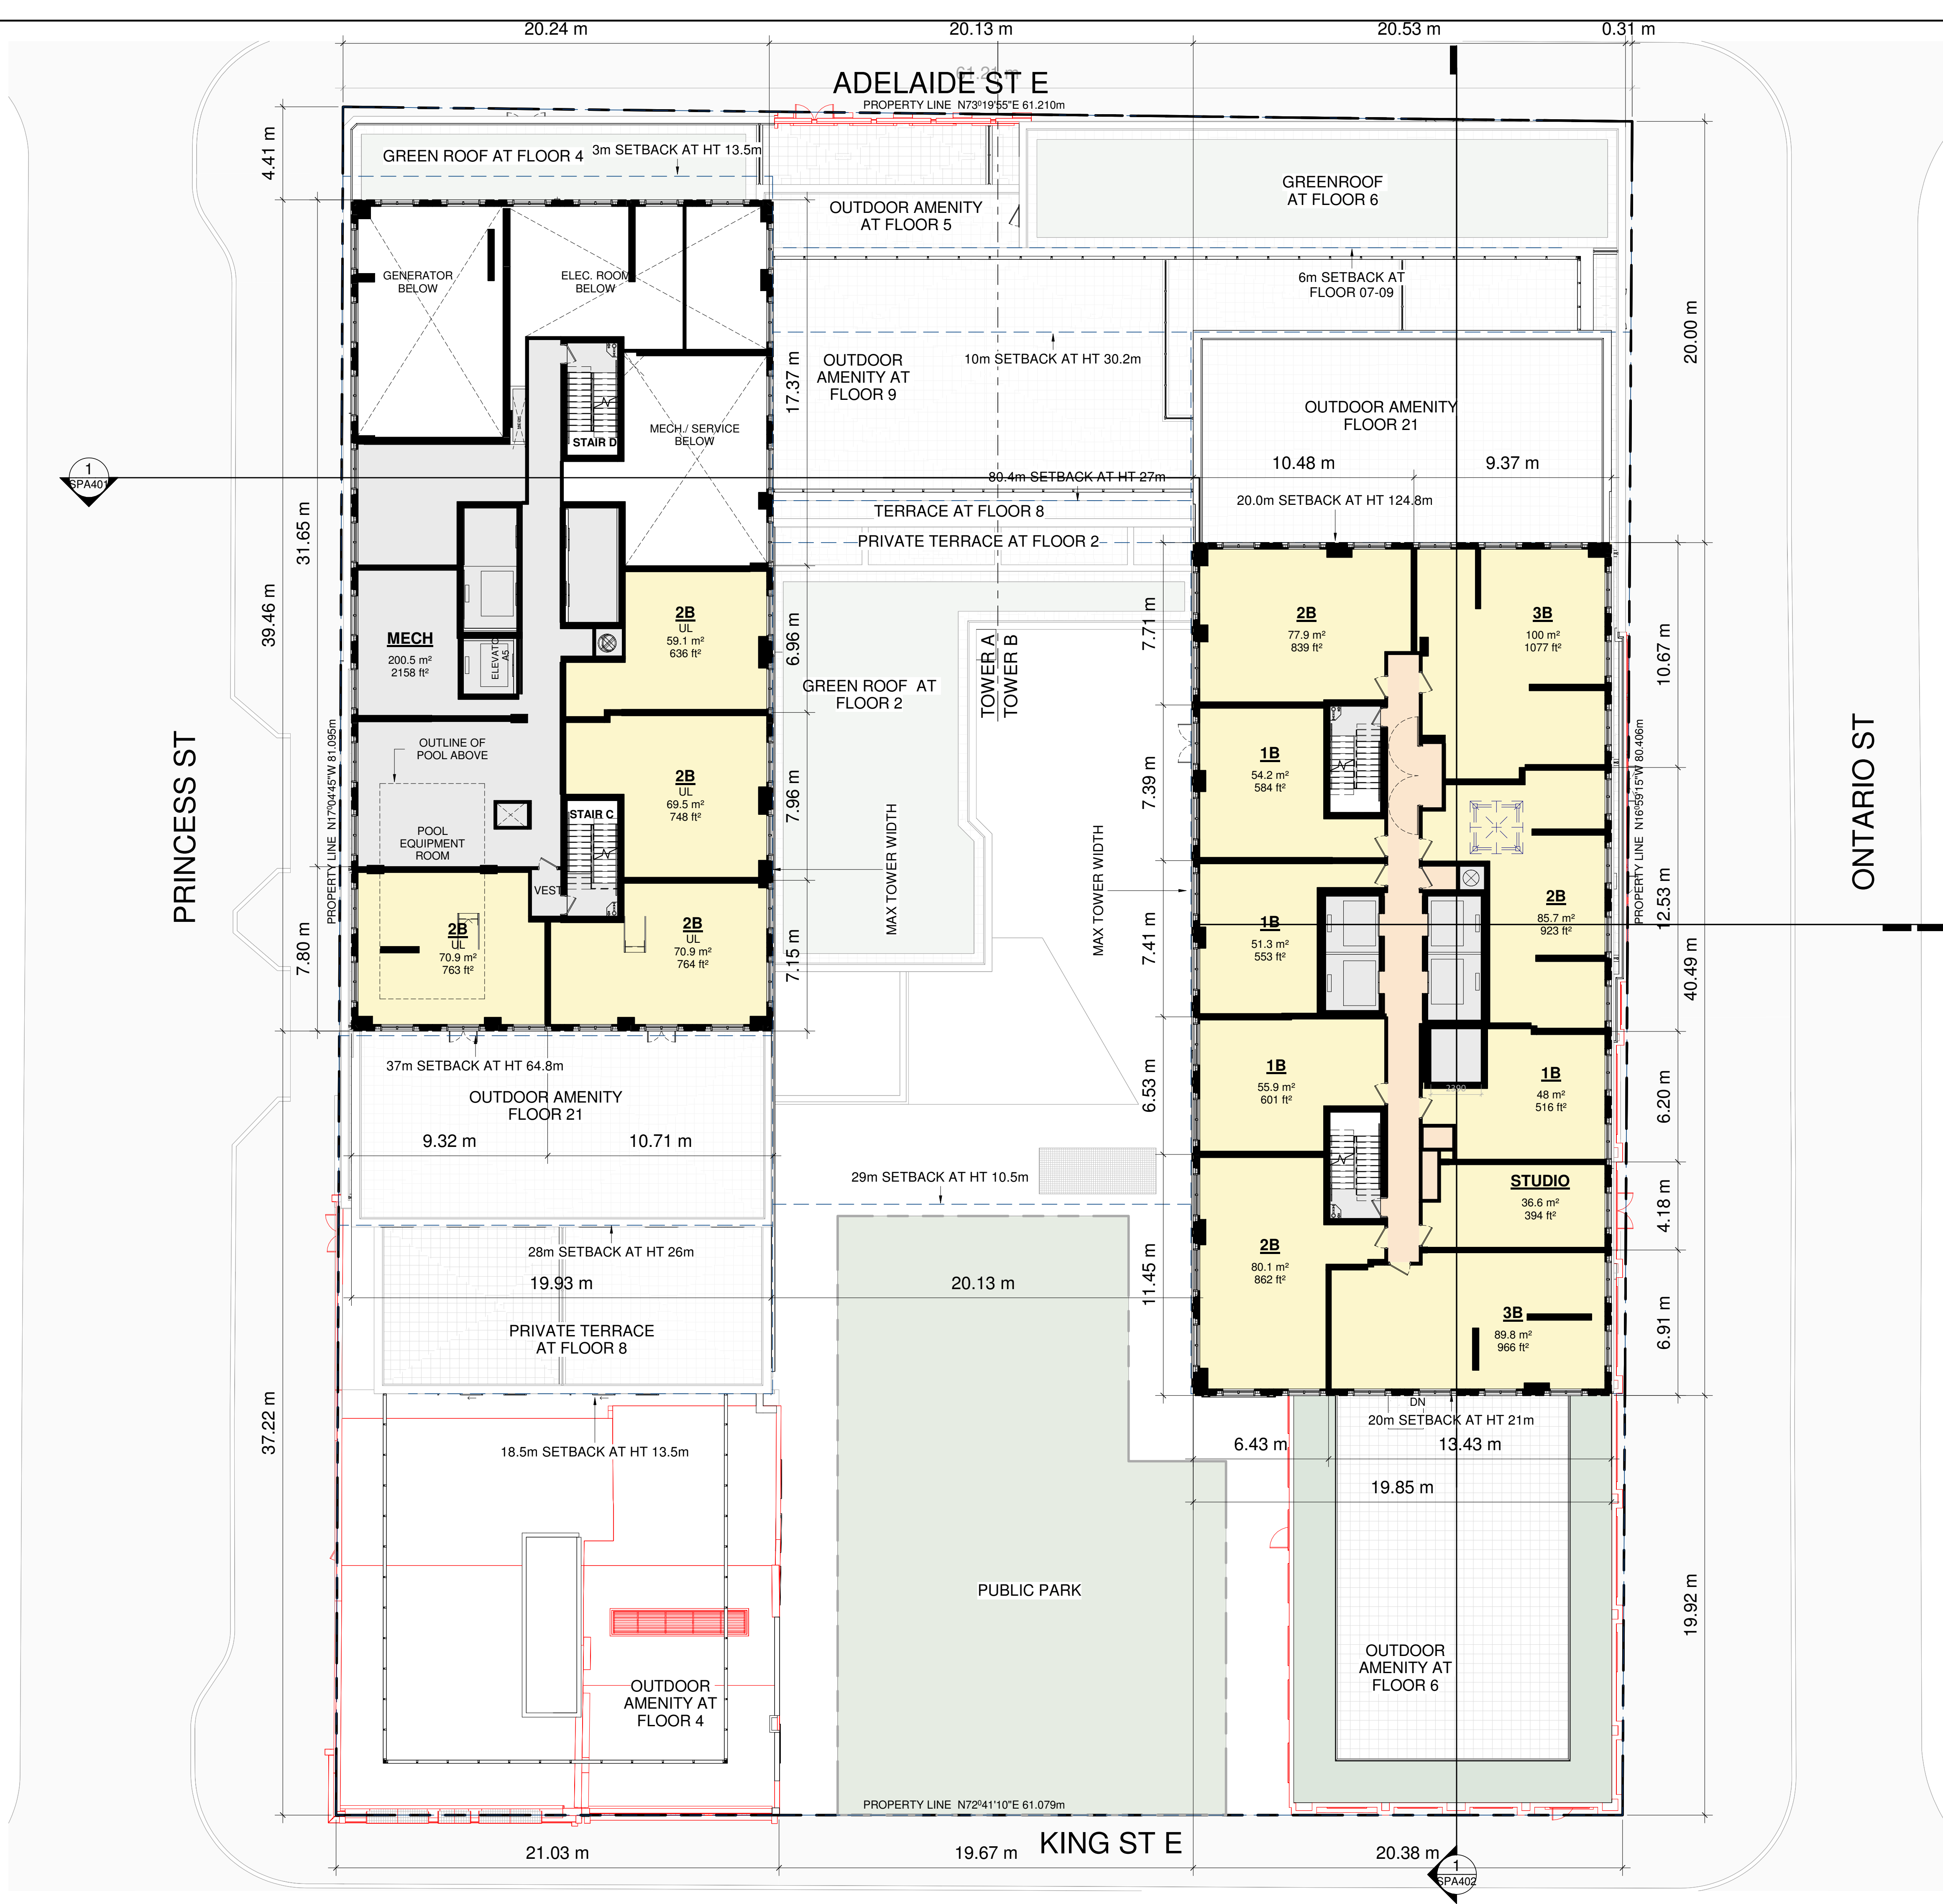 20.24 m
20.13 m
20.53 m
0.31 m
61.21 m
ADELAIDE ST E
PROPERTY LINE N73º19'55"E 61.210m
4.41 m
GREEN ROOF AT FLOOR 4
3m SETBACK AT HT 13.5m
OUTDOOR AMENITY
AT FLOOR 5
GREENROOF
AT FLOOR 6
GENERATOR
BELOW
ELEC. ROOM
BELOW
6m SETBACK AT
FLOOR 07-09
20.00 m
17.37 m
OUTDOOR
AMENITY AT
FLOOR 9
10m SETBACK AT HT 30.2m
OUTDOOR AMENITY
FLOOR 21
MECH./ SERVICE
BELOW
STAIR D
1
SPA401
10.48 m
9.37 m
80.4m SETBACK AT HT 27m
20.0m SETBACK AT HT 124.8m
TERRACE AT FLOOR 8
PRIVATE TERRACE AT FLOOR 2
31.65 m
39.46 m
MECH
200.5 m²
2158 ft²
ELEVATO
A5
2B
UL
59.1 m²
636 ft²
6.96 m
GREEN ROOF AT
FLOOR 2
TOWER A
TOWER B
7.71 m
2B
77.9 m²
839 ft²
3B
100 m²
1077 ft²
10.67 m
PRINCESS ST
PROPERTY LINE N17º04'45"W 81.095m
OUTLINE OF
POOL ABOVE
POOL
EQUIPMENT
ROOM
2B
UL
69.5 m²
748 ft²
7.96 m
STAIR C
VEST
MAX TOWER WIDTH
MAX TOWER WIDTH
7.39 m
1B
54.2 m²
584 ft²
PROPERTY LINE N16º59'15"W 80.406m
ONTARIO ST
7.80 m
2B
UL
70.9 m²
763 ft²
2B
UL
70.9 m²
764 ft²
7.15 m
7.41 m
1B
51.3 m²
553 ft²
2B
85.7 m²
923 ft²
12.53 m
40.49 m
37m SETBACK AT HT 64.8m
OUTDOOR AMENITY
FLOOR 21
9.32 m
10.71 m
6.53 m
1B
55.9 m²
601 ft²
2390
1B
48 m²
516 ft²
6.20 m
29m SETBACK AT HT 10.5m
STUDIO
36.6 m²
394 ft²
4.18 m
28m SETBACK AT HT 26m
19.93 m
20.13 m
11.45 m
2B
80.1 m²
862 ft²
3B
89.8 m²
966 ft²
6.91 m
PRIVATE TERRACE
AT FLOOR 8
37.22 m
18.5m SETBACK AT HT 13.5m
DN
20m SETBACK AT HT 21m
6.43 m
13.43 m
19.85 m
PUBLIC PARK
19.92 m
OUTDOOR
AMENITY AT
FLOOR 6
OUTDOOR
AMENITY AT
FLOOR 4
PROPERTY LINE N72º41'10"E 61.079m
KING ST E
21.03 m
19.67 m
20.38 m
1
SPA402